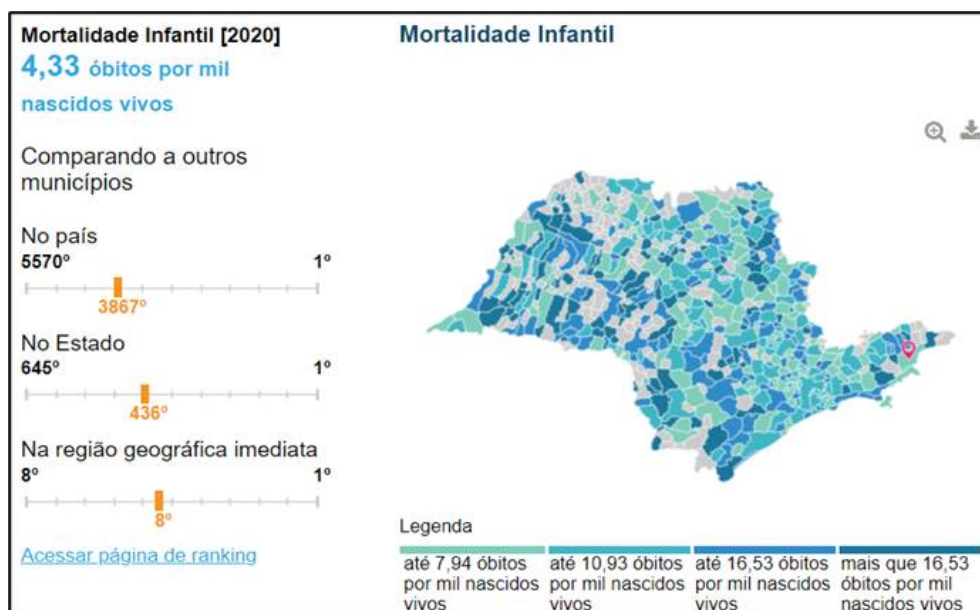 Mortalidade Infantil [2020]
4,33 óbitos por mil
nascidos vivos
Comparando a outros
municípios
No país
5570º 1º
3867º
No Estado
645º 1º
436º
Na região geográfica imediata
8º 1º
8º
Acessar página de ranking
Mortalidade Infantil
Legenda
até 7,94 óbitos
por mil nascidos
vivos
até 10,93 óbitos
por mil nascidos
vivos
até 16,53 óbitos
por mil nascidos
vivos
mais que 16,53
óbitos por mil
nascidos vivos